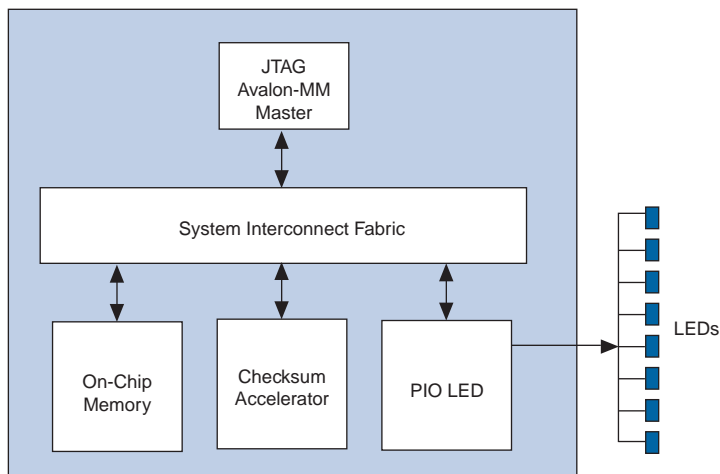 JTAG
Avalon-MM
Master
System Interconnect Fabric
On-Chip
Memory
Checksum
Accelerator
PIO LED
LEDs